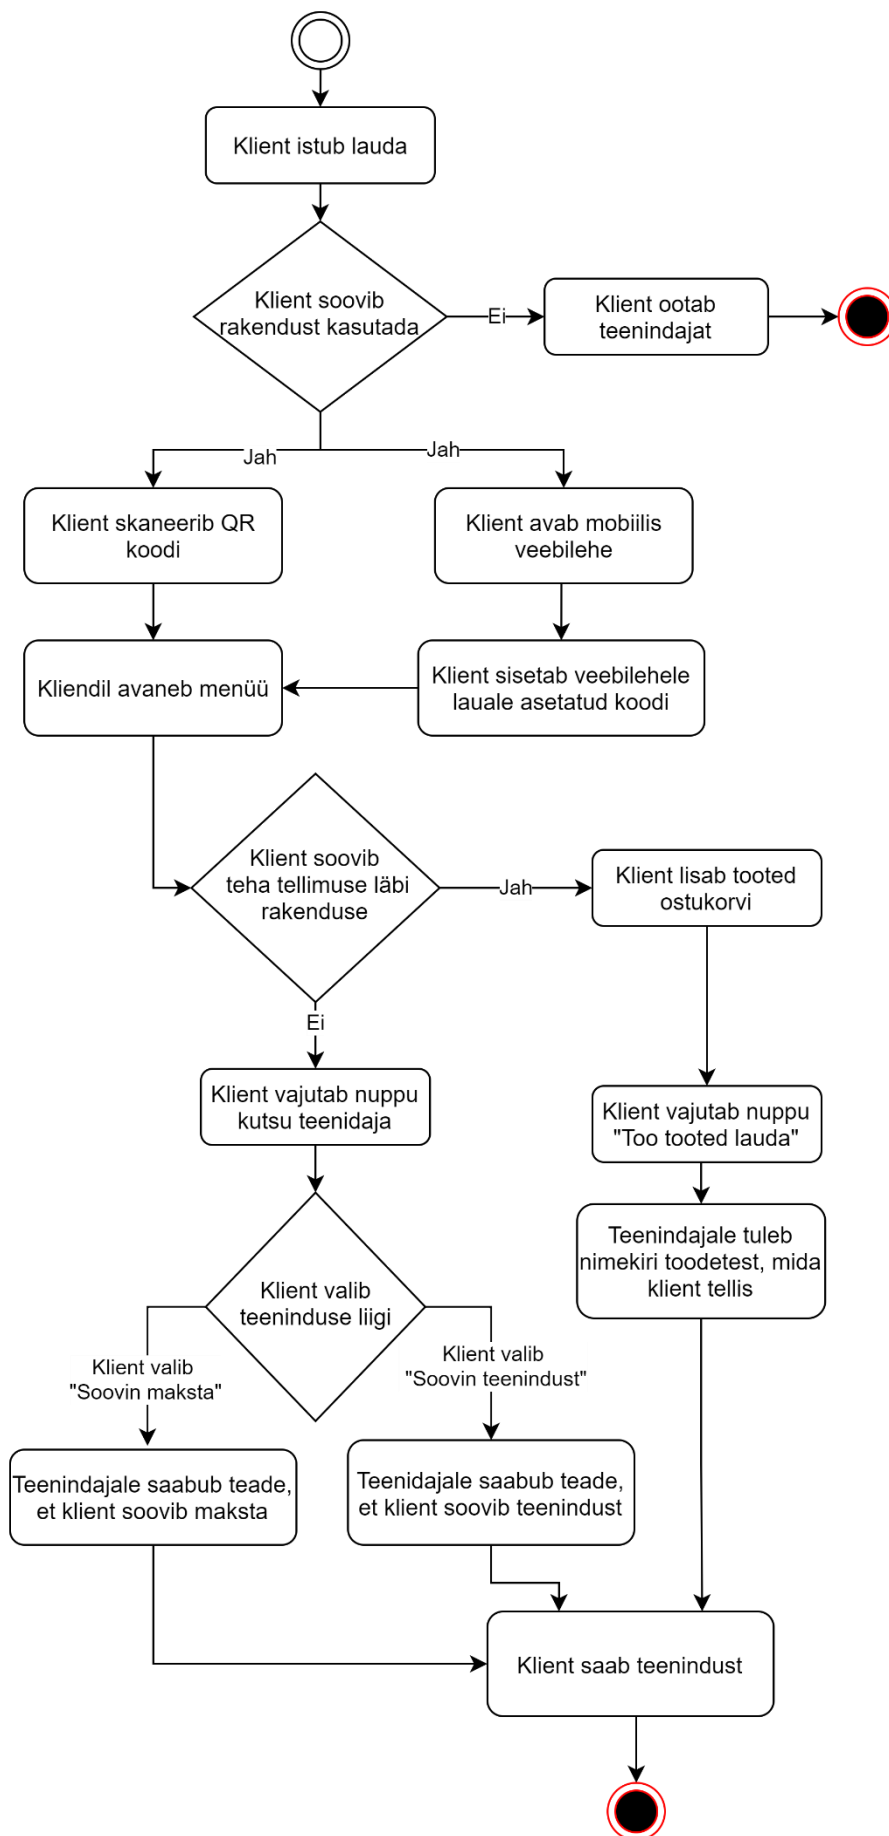 Klient istub lauda
Klient soovib
rakendust kasutada
Ei
Klient ootab
teenindajat
Jah
Jah
Klient skaneerib QR
koodi
Klient avab mobiilis
veebilehe
Kliendil avaneb menüü
Klient sisetab veebilehele
lauale asetatud koodi
Klient soovib
teha tellimuse läbi
rakenduse
Jah
Klient lisab tooted
ostukorvi
Ei
Klient vajutab nuppu
kutsu teenidaja
Klient vajutab nuppu
"Too tooted lauda"
Teenindajale tuleb
nimekiri toodetest, mida
klient tellis
Klient valib
teeninduse liigi
Klient valib
"Soovin maksta"
Klient valib
"Soovin teenindust"
Teenindajale saabub teade,
et klient soovib maksta
Teenidajale saabub teade,
et klient soovib teenindust
Klient saab teenindust